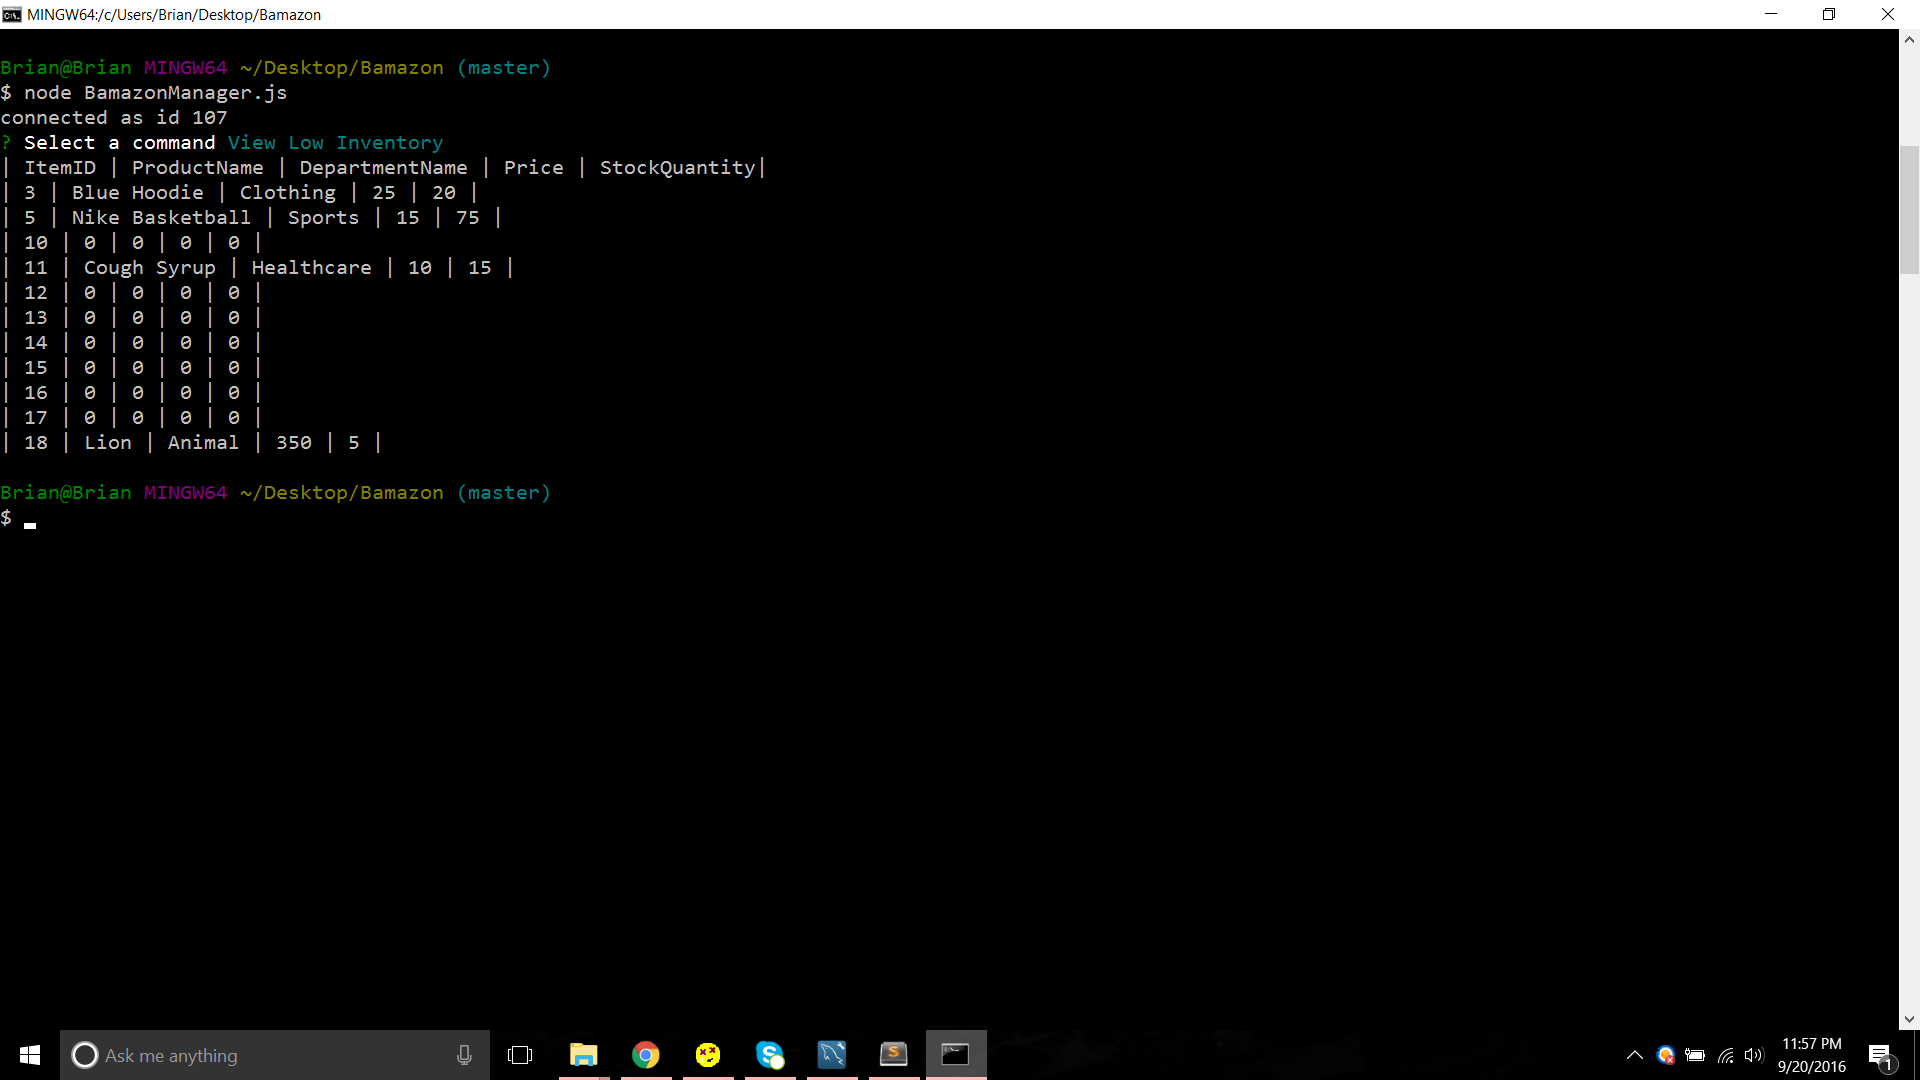 MINGW64:/c/Users/Brian/Desktop/Bamazon
Brian@Brian MINGW64 ~/Desktop/Bamazon (master)
$ node BamazonManager.js
connected as id 107
? Select a command View Low Inventory
| ItemID | ProductName | DepartmentName | Price | StockQuantity|
| 3 | Blue Hoodie | Clothing | 25 | 20 |
| 5 | Nike Basketball | Sports | 15 | 75 |
| 10 | 0 | 0 | 0 | 0 |
| 11 | Cough Syrup | Healthcare | 10 | 15 |
| 12 | 0 | 0 | 0 | 0 |
| 13 | 0 | 0 | 0 | 0 |
| 14 | 0 | 0 | 0 | 0 |
| 15 | 0 | 0 | 0 | 0 |
| 16 | 0 | 0 | 0 | 0 |
| 17 | 0 | 0 | 0 | 0 |
| 18 | Lion | Animal | 350 | 5 |
Brian@Brian MINGW64 ~/Desktop/Bamazon (master)
$
Ask me anything
11:57 PM
9/20/2016
1